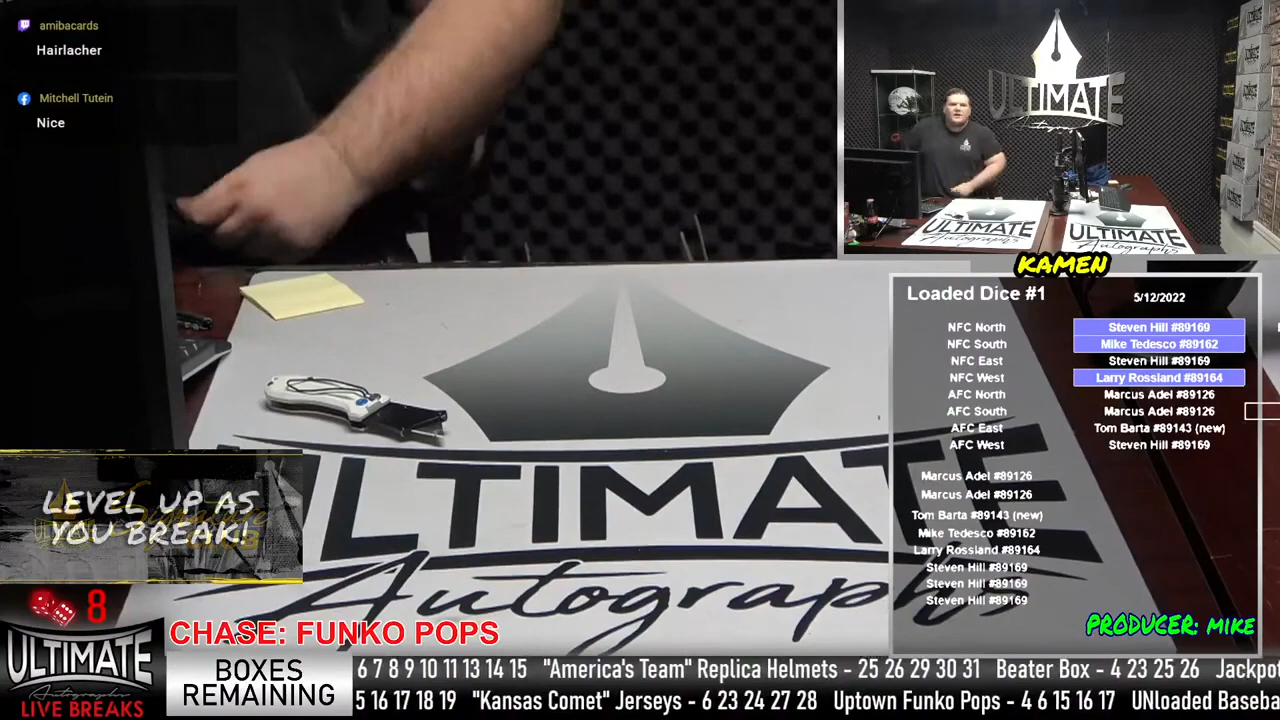 amibacards
Hairlacher
Mitchell Tutein
Nice
ULTIMATE
ULTIMATE
Autographs
ULTIMATE
Autographs
KAMEN
Loaded Dice #1
5/12/2022
NFC North Steven Hill #89169
NFC South Mike Tedesco #89162
NFC East Steven Hill #89169
NFC West Larry Rossland #89164
AFC North Marcus Adel #89126
AFC South Marcus Adel #89126
AFC East Tom Barta #89143 (new)
AFC West Steven Hill #89169
Marcus Adel #89126
Marcus Adel #89126
Tom Barta #89143 (new)
Mike Tedesco #89162
Larry Rossland #89164
Steven Hill #89169
Steven Hill #89169
Steven Hill #89169
PRODUCER: MIKE
ULTIMATE
Autographs
LEVEL UP AS
YOU BREAK!
8
ULTIMATE
Autographs
LIVE BREAKS
CHASE: FUNKO POPS
BOXES
REMAINING
6 7 8 9 10 11 13 14 15 "America's Team" Replica Helmets - 25 26 29 30 31 Beater Box - 4 23 25 26 Jackpo
5 16 17 18 19 "Kansas Comet" Jerseys - 6 23 24 27 28 Uptown Funko Pops - 4 6 15 16 17 UNloaded Baseba